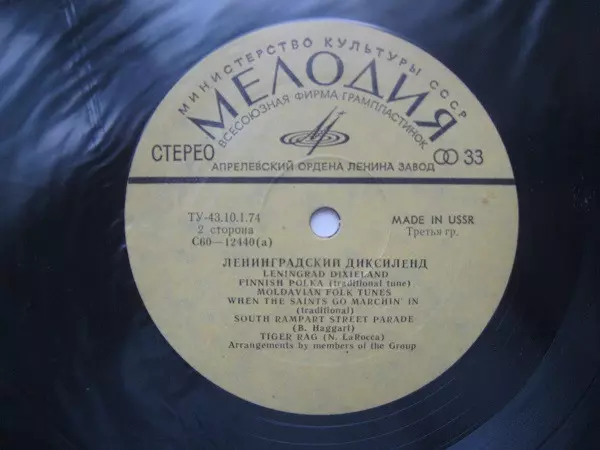 МИНИСТЕРСТВО КУЛЬТУРЫ СССР
МЕЛОДИЯ
ВСЕСОЮЗНАЯ ФИРМА ГРАМПЛАСТИНОК
СТЕРЕО
33
АПРЕЛЕВСКИЙ ОРДЕНА ЛЕНИНА ЗАВОД
ТУ-43.10.1.74
2 сторона
С60—12440(а)
MADE IN USSR
Третья гр.
ЛЕНИНГРАДСКИЙ ДИКСИЛЕНД
LENINGRAD DIXIELAND
FINNISH POLKA (traditional tune)
MOLDAVIAN FOLK TUNES
WHEN THE SAINTS GO MARCHIN' IN
(traditional)
SOUTH RAMPART STREET PARADE
(B. Haggart)
TIGER RAG (N. LaRocca)
Arrangements by members of the Group